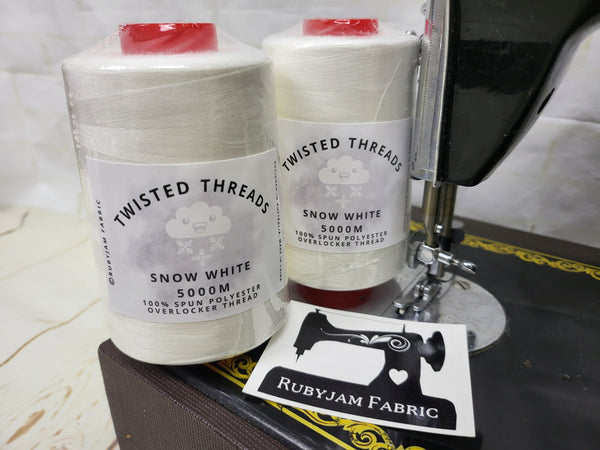 TWISTED THREADS
SNOW WHITE
5000M
100% SPUN POLYESTER
OVERLOCKER THREAD
©RUBYJAM FABRIC
TWISTED THREADS
SNOW WHITE
5000M
100% SPUN POLYESTER
OVERLOCKER THREAD
RUBYJAM FABRIC